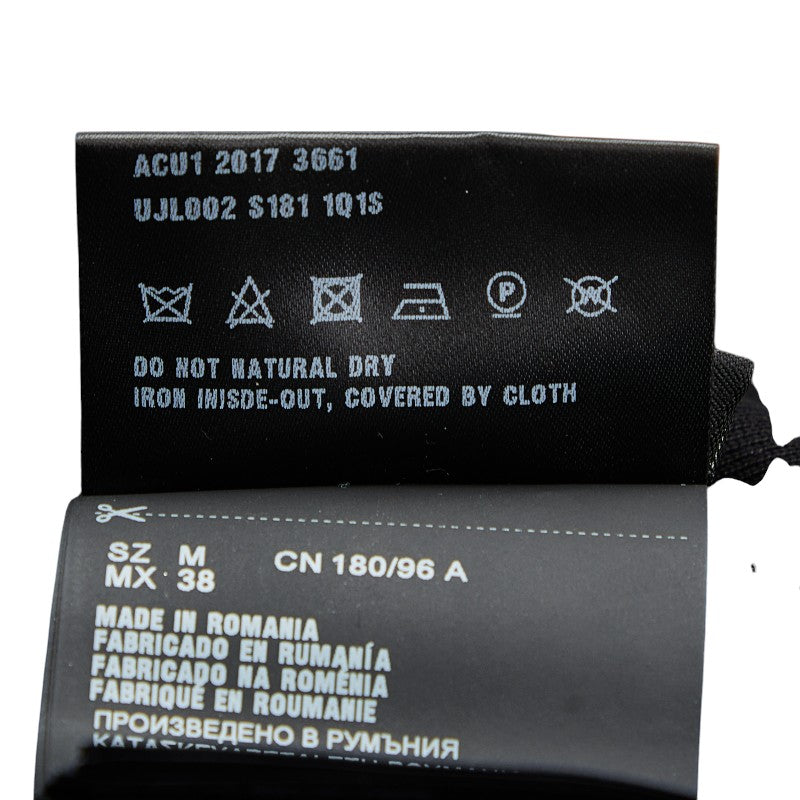 ACU1 2017 3661
UJL002 S181 1Q1S
P
W
DO NOT NATURAL DRY
IRON INISDE-OUT, COVERED BY CLOTH
SZ M CN 180/96 A
MX 38
MADE IN ROMANIA
FABRICADO EN RUMANÍA
FABRICADO NA ROMÉNIA
FABRIQUÉ EN ROUMANIE
ПРОИЗВЕДЕНО В РУМЪНИЯ